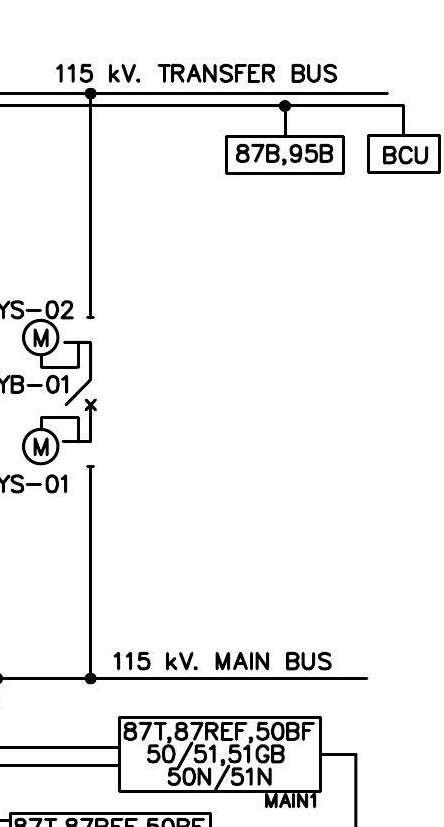 115 kV. TRANSFER BUS
87B,95B
BCU
YS-02
M
YB-01
M
YS-01
115 kV. MAIN BUS
87T,87REF,50BF
50/51,51GB
50N/51N
MAIN1
87T,87REF,50BF